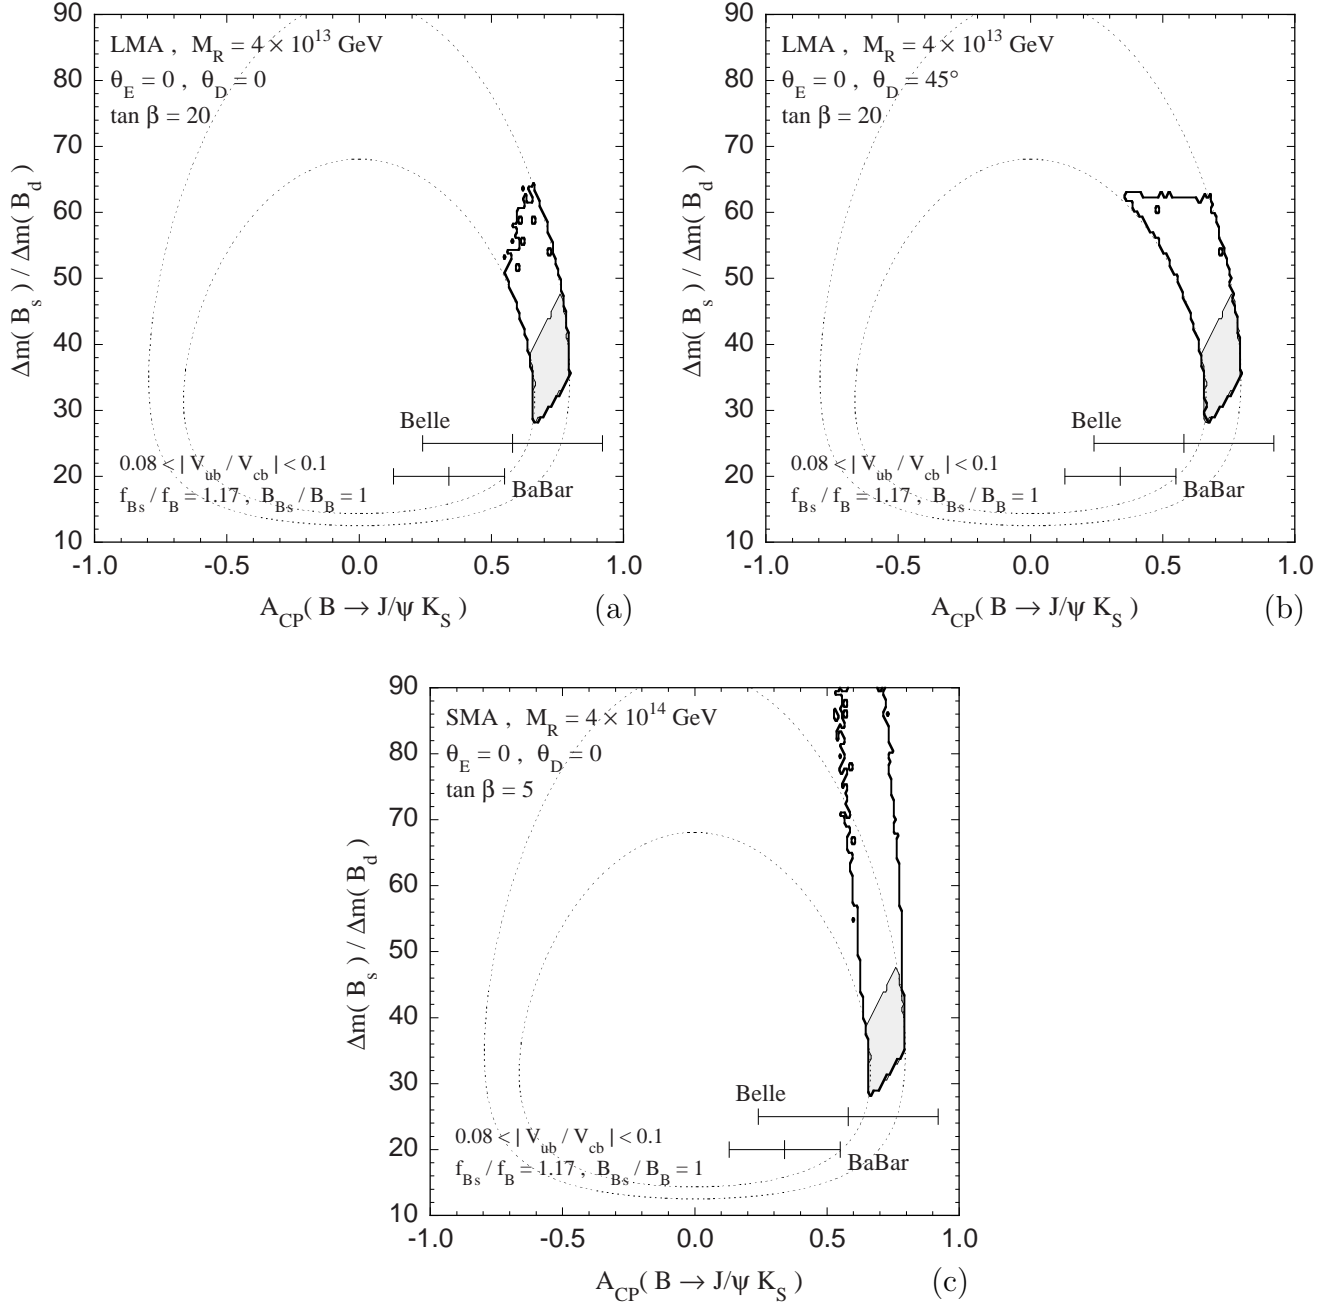 LMA , M_R = 4 × 10^13 GeV
θ_E = 0 , θ_D = 0
tan β = 20
90
80
70
60
50
40
30
20
10
Δm( B_s ) / Δm( B_d )
Belle
BaBar
0.08 < | V_ub / V_cb | < 0.1
f_Bs / f_B = 1.17 , B_Bs / B_B = 1
-1.0 -0.5 0.0 0.5 1.0
A_CP( B → J/ψ K_S ) (a)
LMA , M_R = 4 × 10^13 GeV
θ_E = 0 , θ_D = 45°
tan β = 20
90
80
70
60
50
40
30
20
10
Δm( B_s ) / Δm( B_d )
Belle
BaBar
0.08 < | V_ub / V_cb | < 0.1
f_Bs / f_B = 1.17 , B_Bs / B_B = 1
-1.0 -0.5 0.0 0.5 1.0
A_CP( B → J/ψ K_S ) (b)
SMA , M_R = 4 × 10^14 GeV
θ_E = 0 , θ_D = 0
tan β = 5
90
80
70
60
50
40
30
20
10
Δm( B_s ) / Δm( B_d )
Belle
BaBar
0.08 < | V_ub / V_cb | < 0.1
f_Bs / f_B = 1.17 , B_Bs / B_B = 1
-1.0 -0.5 0.0 0.5 1.0
A_CP( B → J/ψ K_S ) (c)